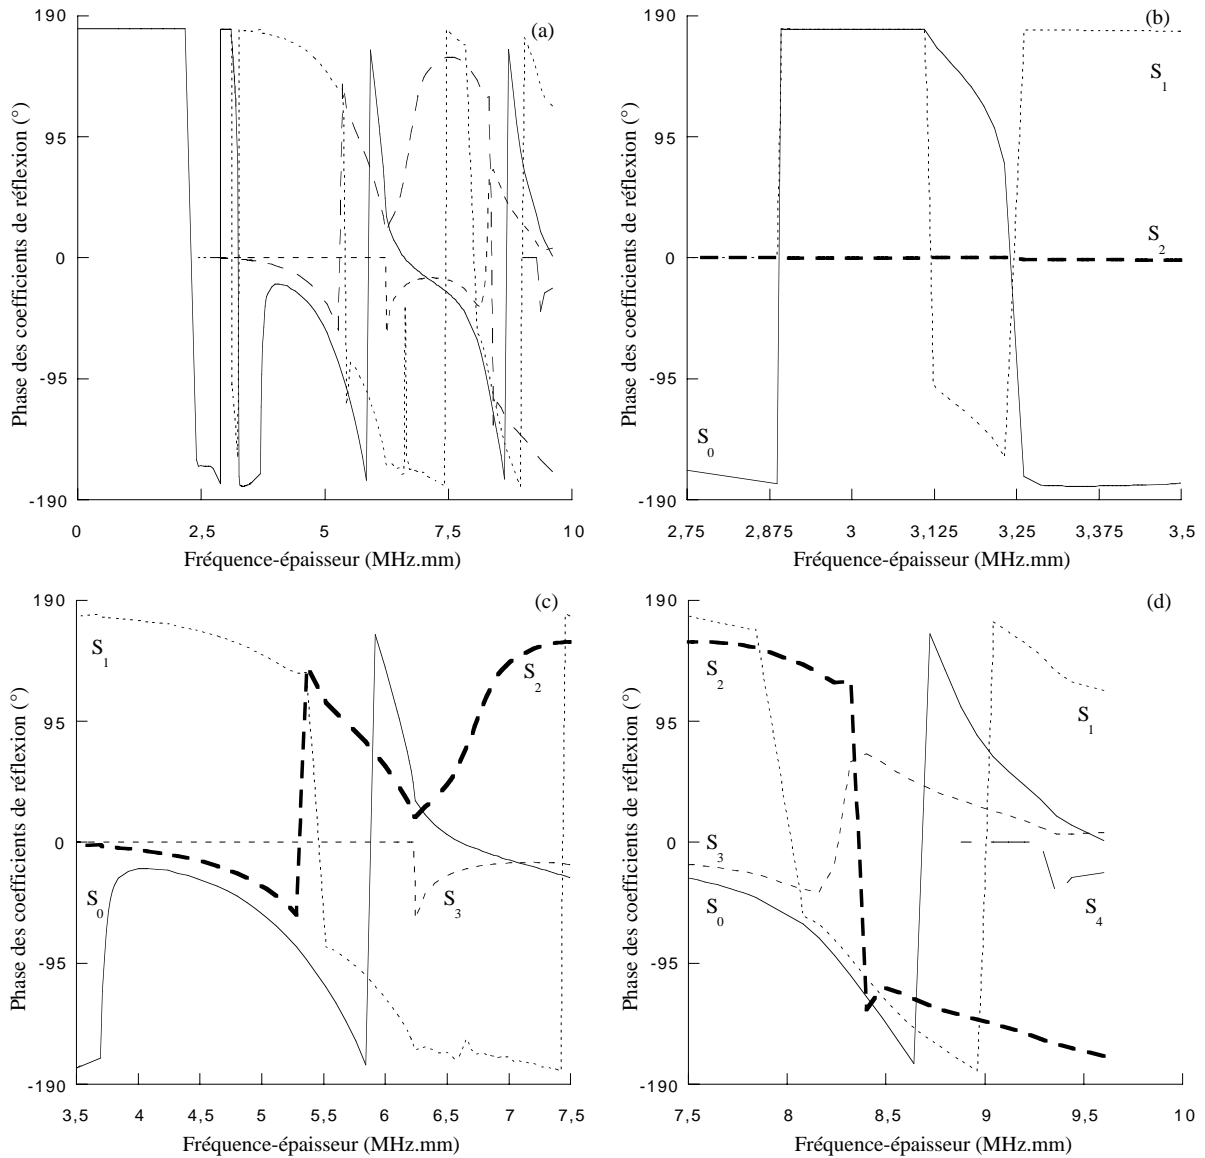 190
95
0
-95
-190
0
2,5
5
7,5
10
Phase des coefficients de réflexion (°)
Fréquence-épaisseur (MHz.mm)
(a)
190
95
0
-95
-190
2,75
2,875
3
3,125
3,25
3,375
3,5
Phase des coefficients de réflexion (°)
Fréquence-épaisseur (MHz.mm)
(b)
S1
S2
S0
190
95
0
-95
-190
3,5
4
4,5
5
5,5
6
6,5
7
7,5
Phase des coefficients de réflexion (°)
Fréquence-épaisseur (MHz.mm)
(c)
S1
S2
S0
S3
190
95
0
-95
-190
7,5
8
8,5
9
9,5
10
Phase des coefficients de réflexion (°)
Fréquence-épaisseur (MHz.mm)
(d)
S2
S1
S3
S0
S4